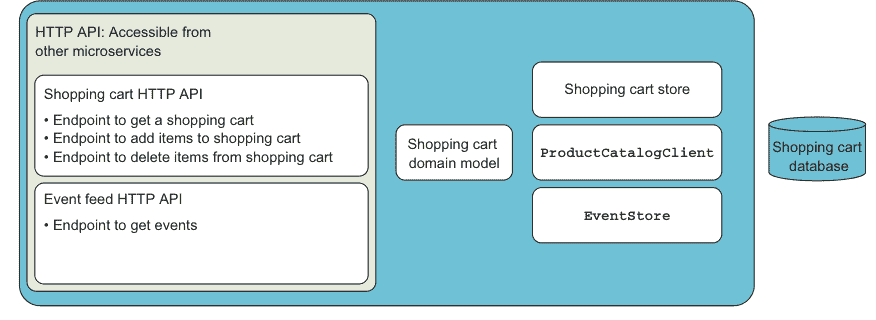 HTTP API: Accessible from
other microservices
Shopping cart HTTP API
• Endpoint to get a shopping cart
• Endpoint to add items to shopping cart
• Endpoint to delete items from shopping cart
Event feed HTTP API
• Endpoint to get events
Shopping cart
domain model
Shopping cart store
ProductCatalogClient
EventStore
Shopping cart
database